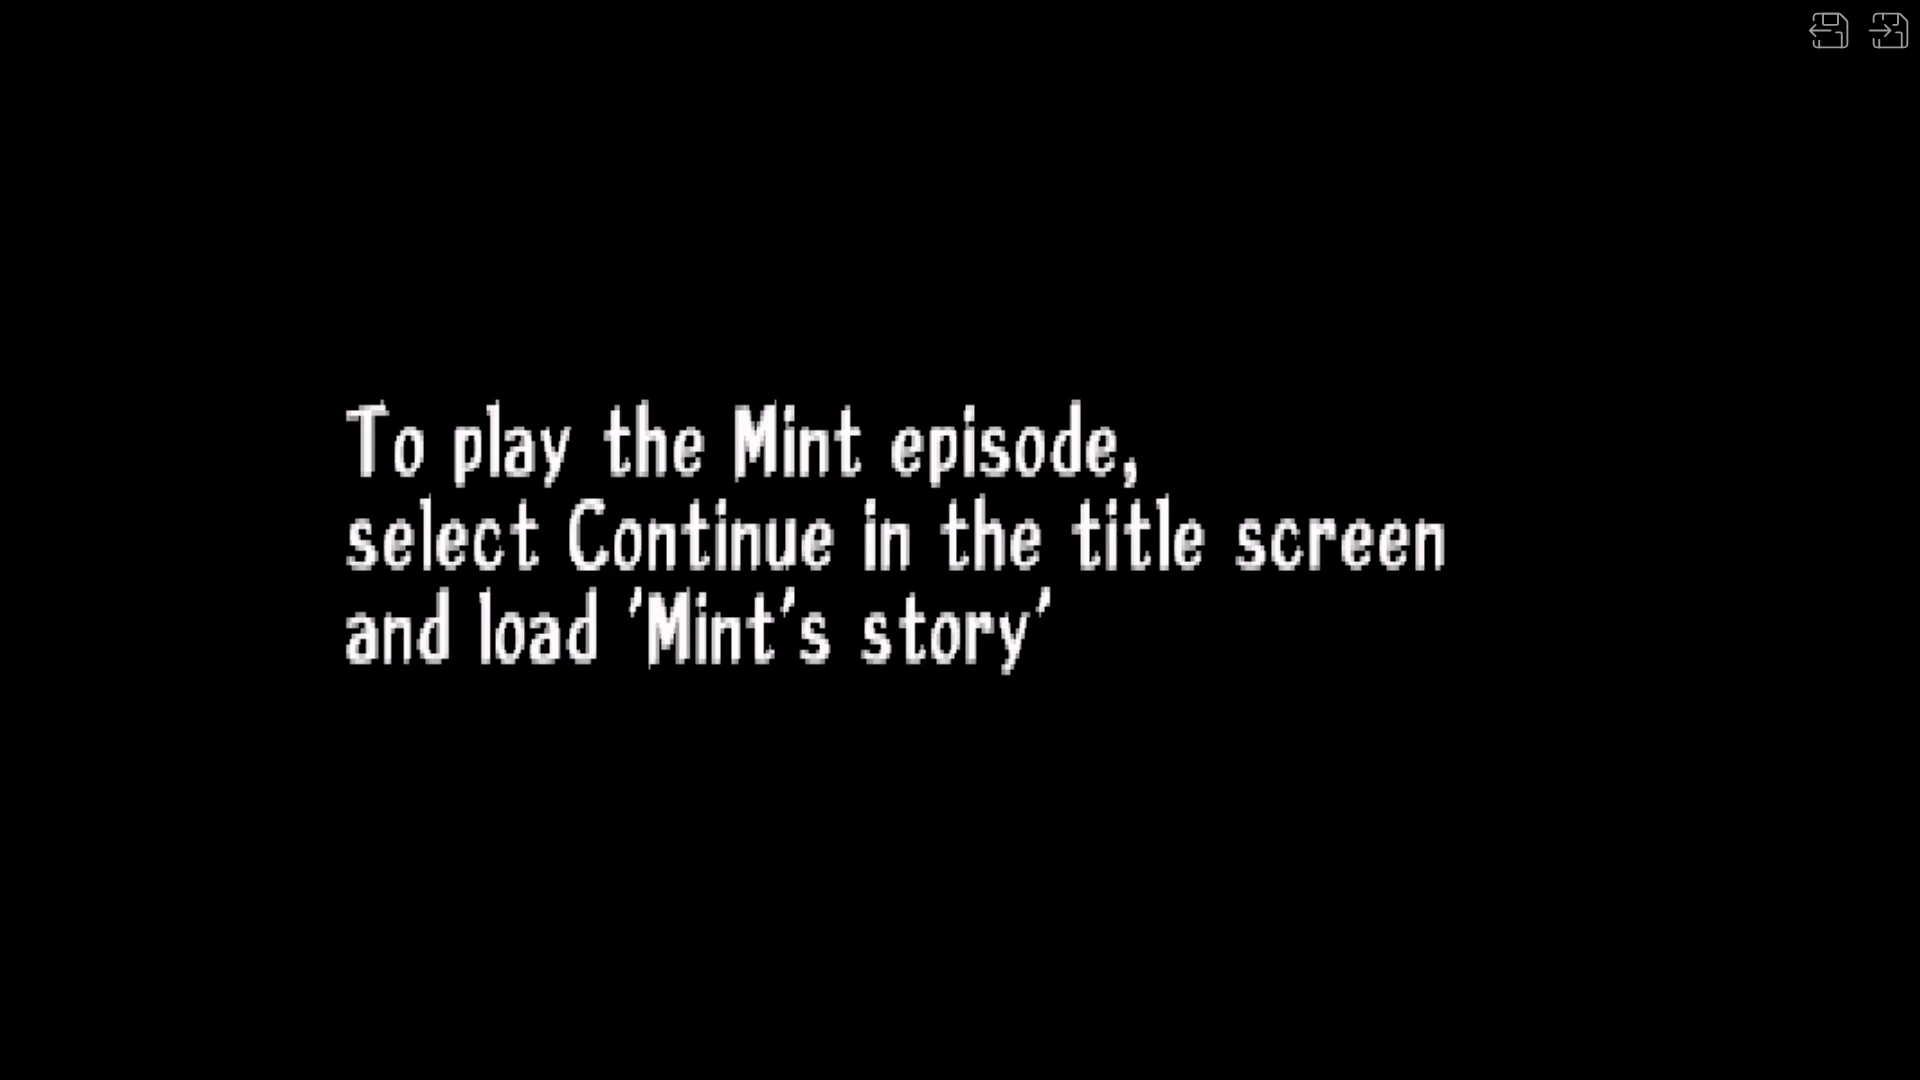 To play the Mint episode,
select Continue in the title screen
and load 'Mint's story'